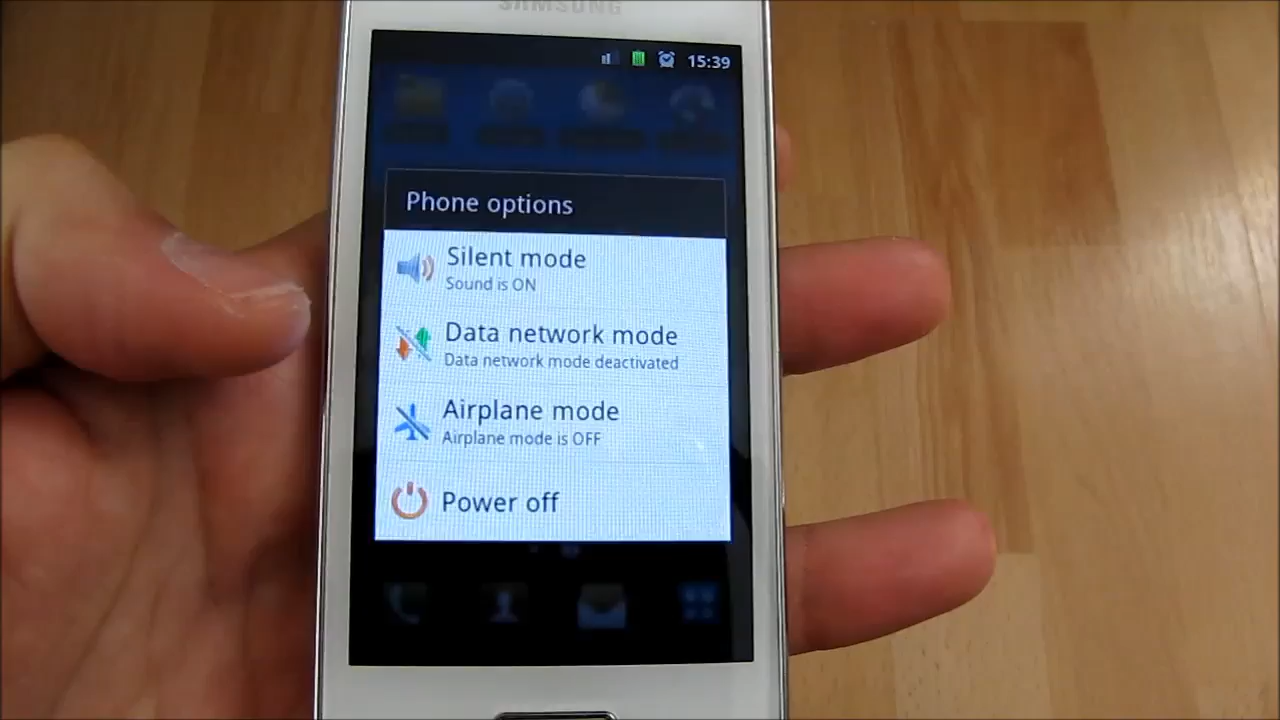 SAMSUNG
15:39
Phone options
Silent mode
Sound is ON
Data network mode
Data network mode deactivated
Airplane mode
Airplane mode is OFF
Power off